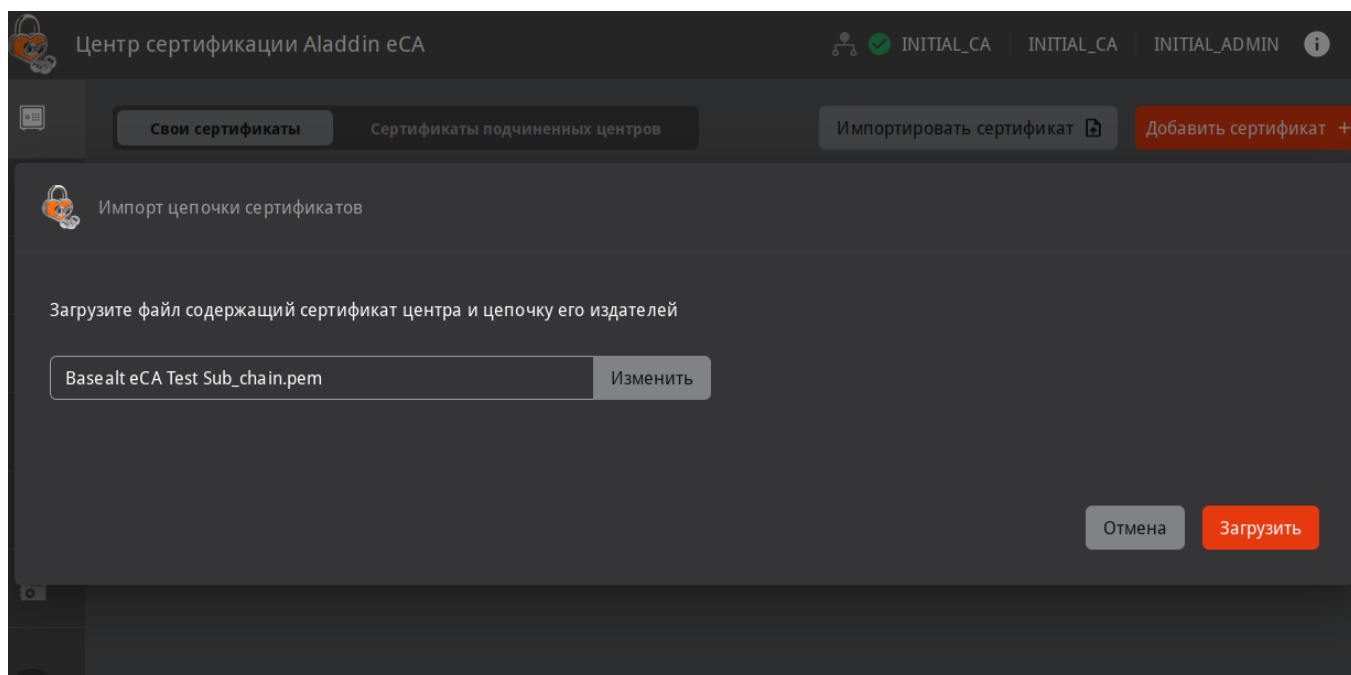 Центр сертификации Aladdin eCA
INITIAL_CA INITIAL_CA INITIAL_ADMIN
Свои сертификаты Сертификаты подчиненных центров Импортировать сертификат Добавить сертификат +
Импорт цепочки сертификатов
Загрузите файл содержащий сертификат центра и цепочку его издателей
Basealt eCA Test Sub_chain.pem Изменить
Отмена Загрузить